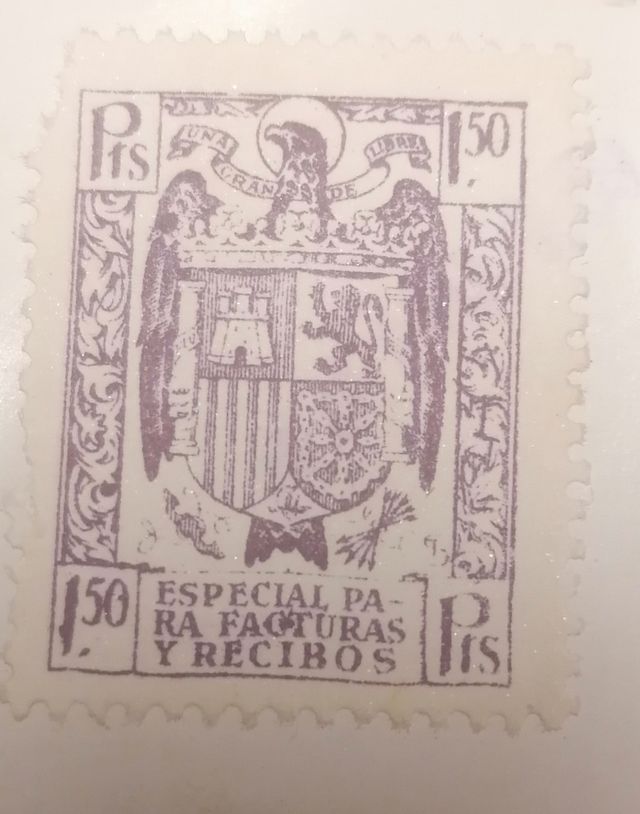 Pts
1.50
UNA
GRANDE
LIBRE
1.50
ESPECIAL PA-
RA FACTURAS
Y RECIBOS
Pts